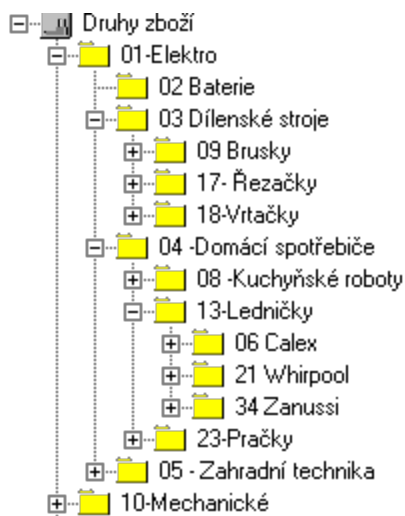 Druhy zboží
01-Elektro
02 Baterie
03 Dílenské stroje
09 Brusky
17- Řezačky
18-Vrtačky
04 -Domácí spotřebiče
08 -Kuchyňské roboty
13-Ledničky
06 Calex
21 Whirpool
34 Zanussi
23-Pračky
05 - Zahradní technika
10-Mechanické